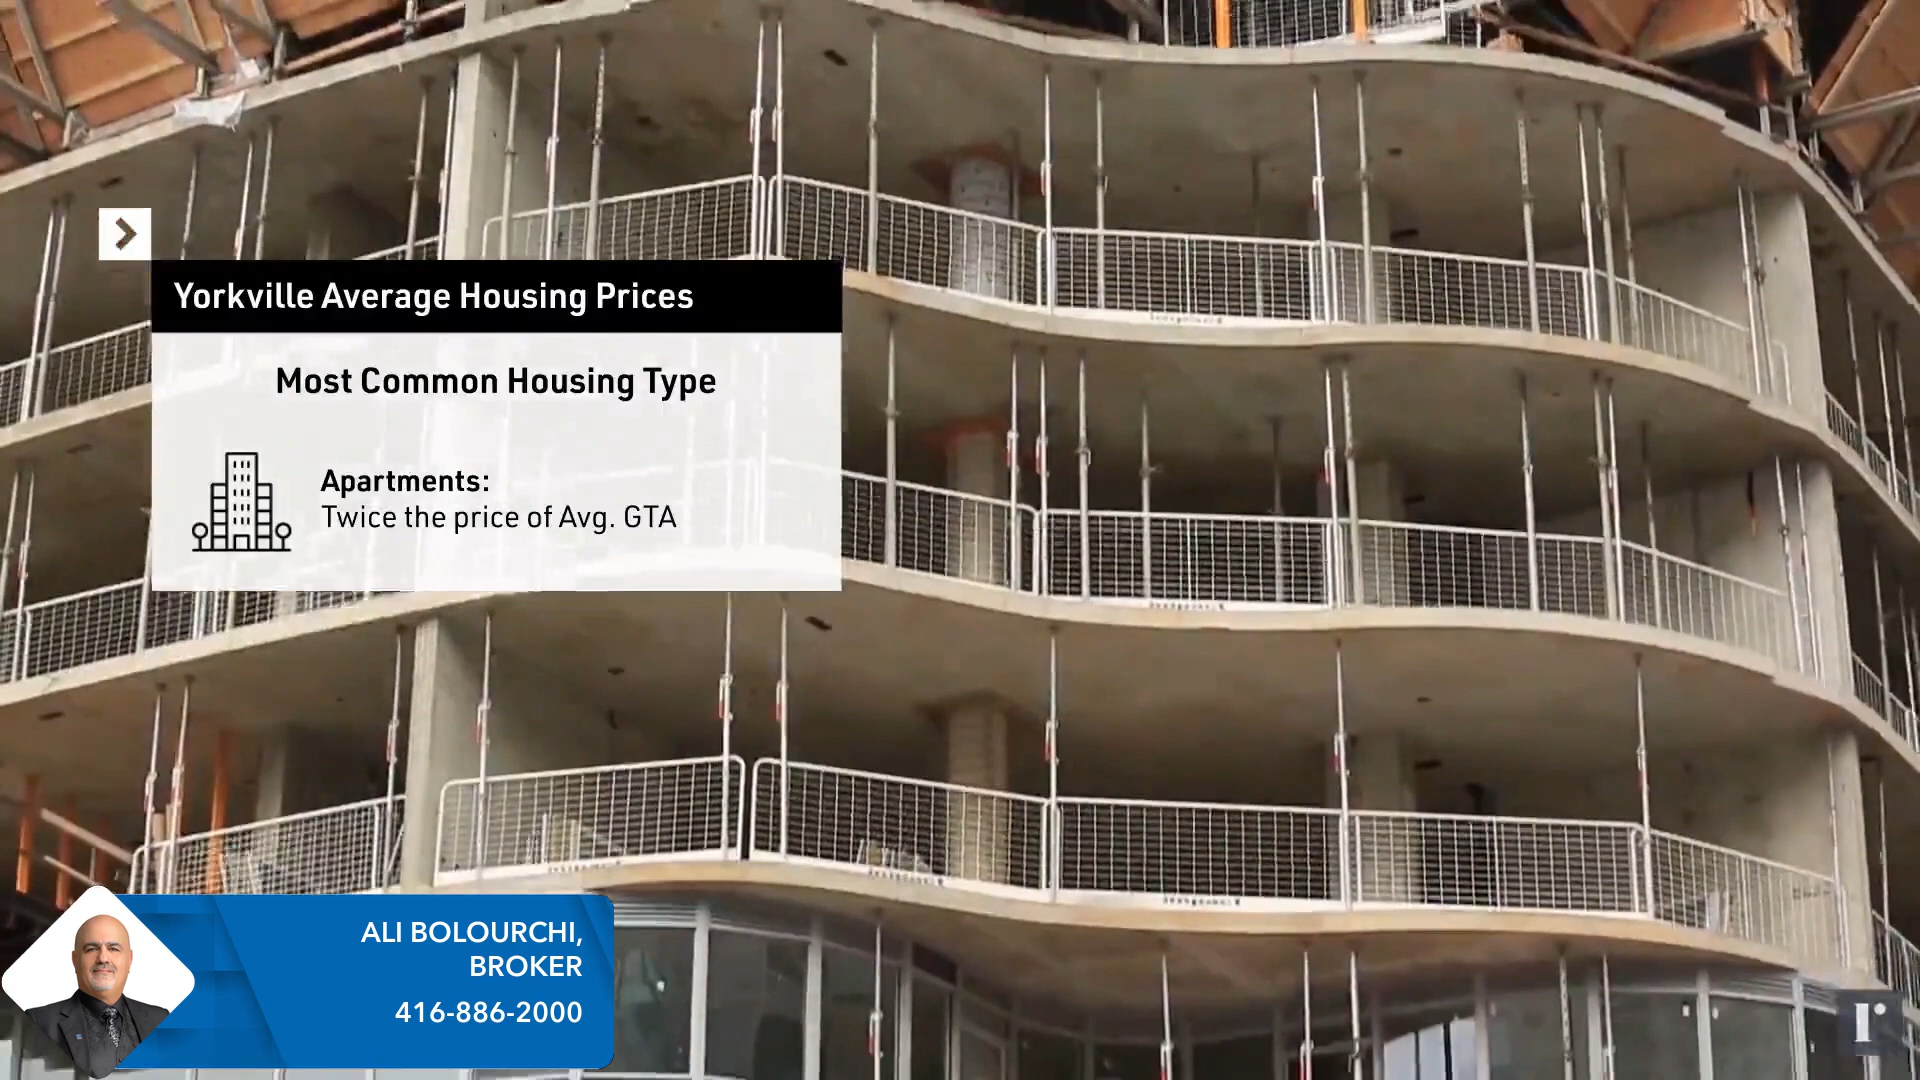 Yorkville Average Housing Prices
Most Common Housing Type
Apartments:
Twice the price of Avg. GTA
ALI BOLOURCHI,
BROKER
416-886-2000